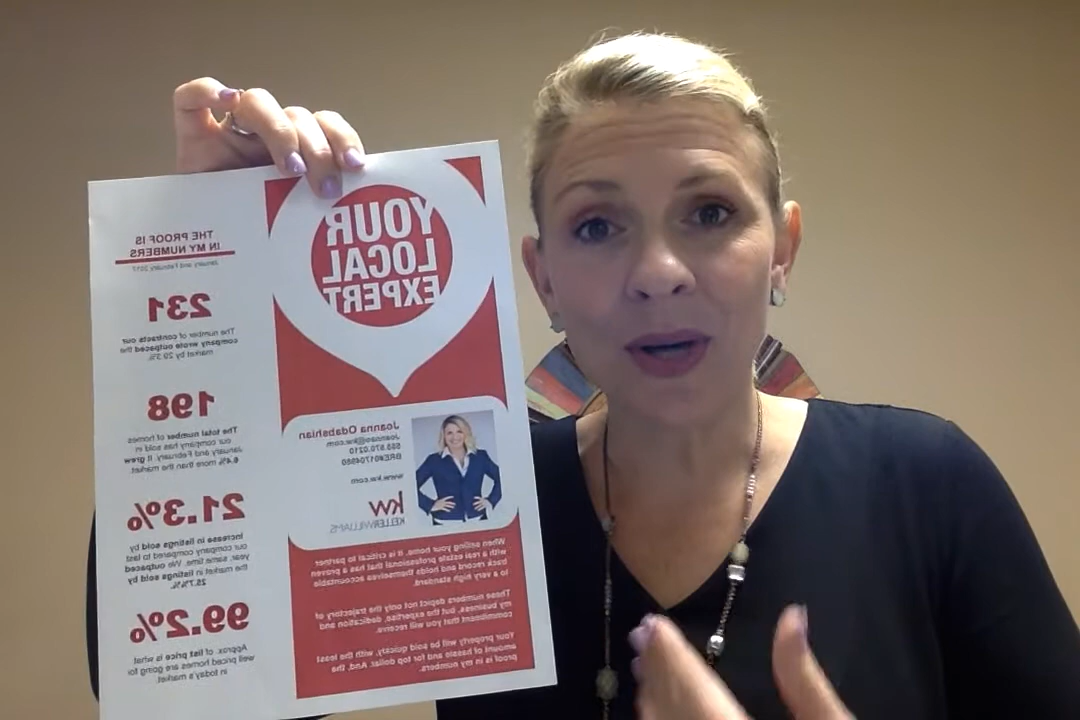 YOUR
LOCAL
EXPERT
Joanna Odabshian
www.kw.com
kw
KELLERWILLIAMS
When selling your home, it is critical to partner
with a real estate professional that has a proven
track record and holds themselves accountable
to a very high standard.
These numbers depict not only the trajectory of
my business, but the expertise, dedication and
commitment that you will receive.
Your property will be sold quickly, with the least
amount of hassle and for top dollar. And, the
proof is in my numbers.
THE PROOF IS
IN MY NUMBERS
January and February 2017
231
The number of contracts our
company wrote outpaced the
market by 29.3%.
198
The total number of homes
our company has sold in
January and February. It grew
6.4% more than the market.
21.3%
Increase in listings sold by
our company compared to last
year, same time. We outpaced
the market in listings sold by
25.7%.
99.2%
Approx. % of list price is what
well priced homes are going for
in today's market.